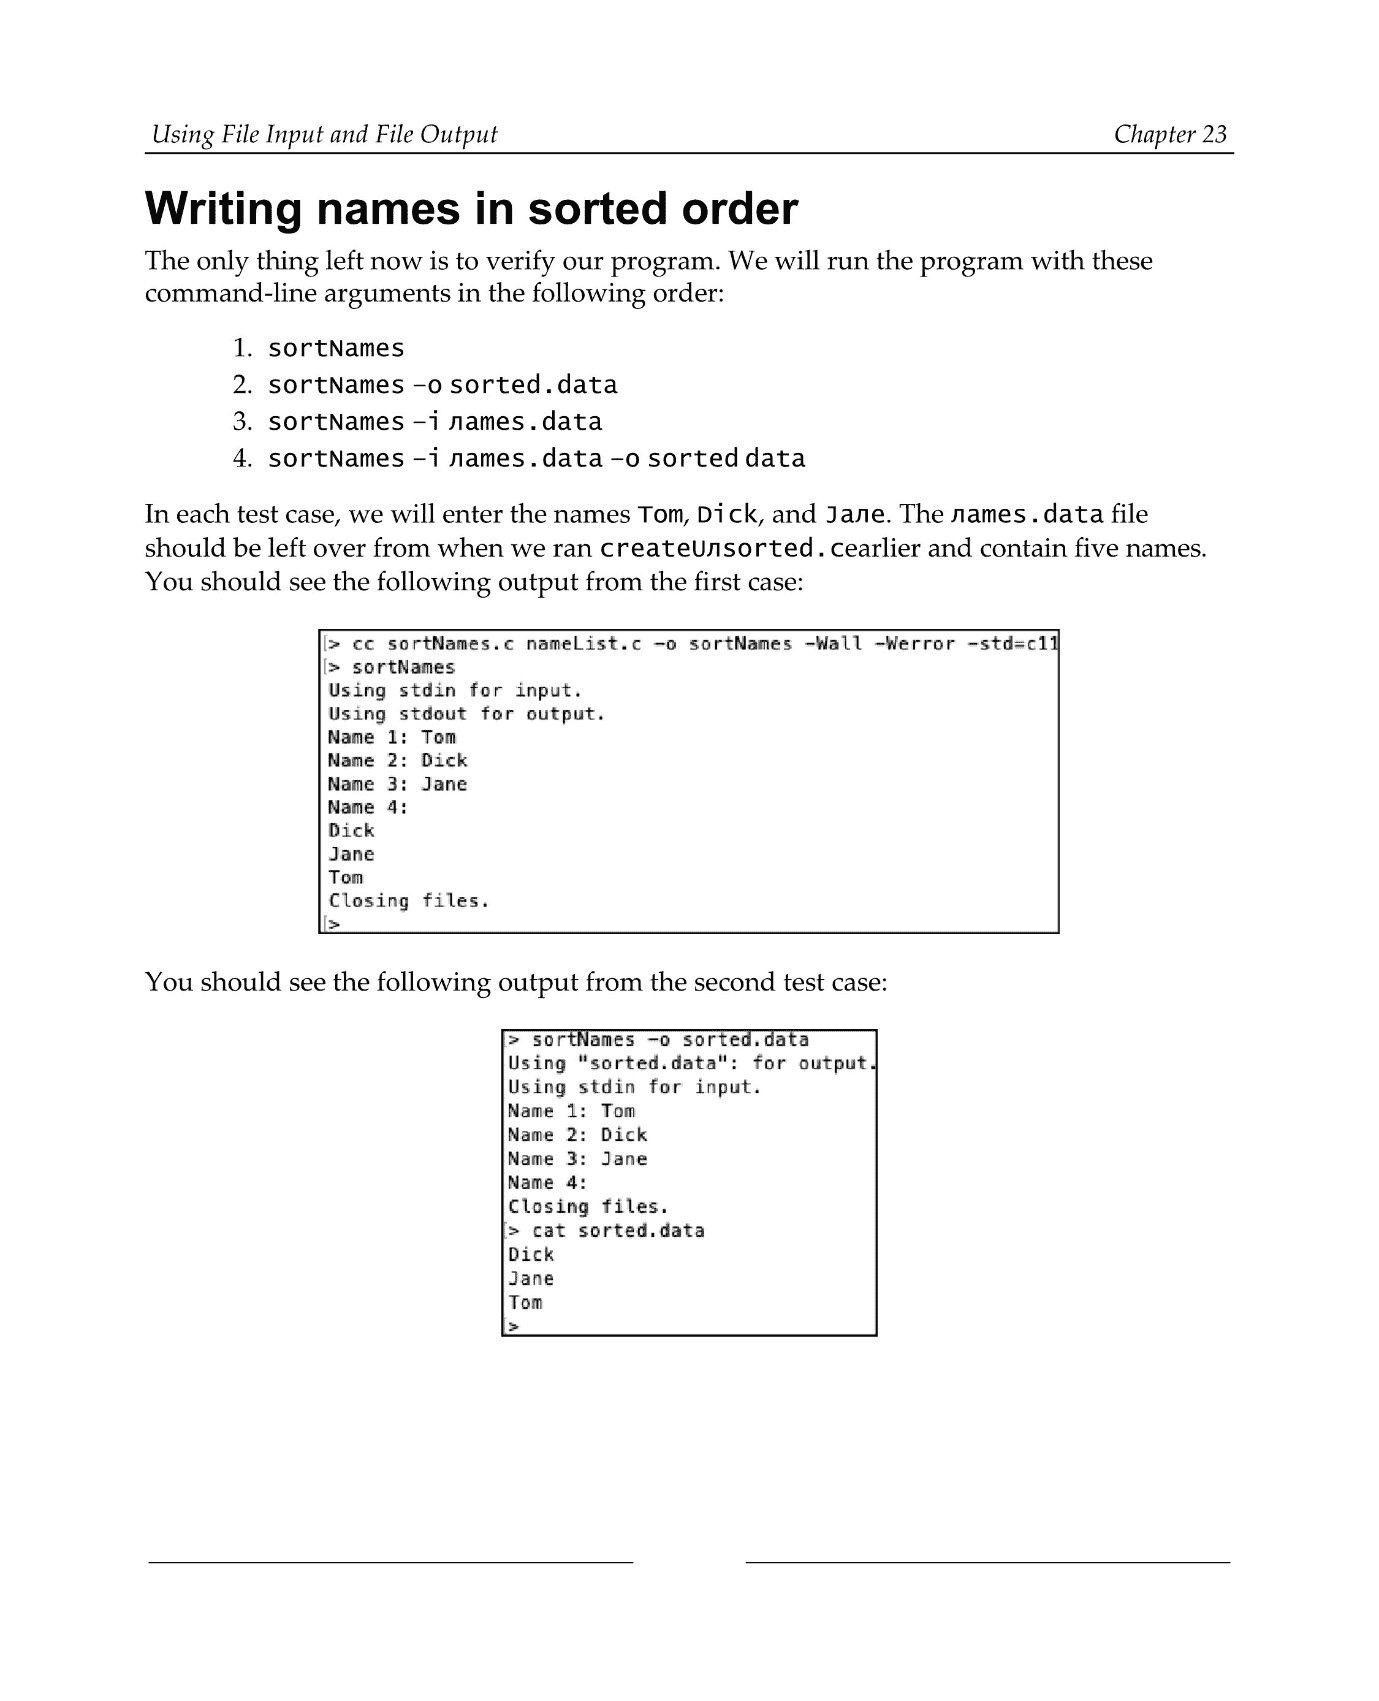 Using File Input and File Output Chapter 23
Writing names in sorted order
The only thing left now is to verify our program. We will run the program with these
command-line arguments in the following order:
1. sortNames
2. sortNames –o sorted.data
3. sortNames –i лames.data
4. sortNames –i лames.data –o sorted data
In each test case, we will enter the names Tom, Dick, and Jaлe. The лames.data file
should be left over from when we ran createUлsorted.cearlier and contain five names.
You should see the following output from the first case:
[> cc sortNames.c nameList.c -o sortNames -Wall -Werror -std=c11
[> sortNames
Using stdin for input.
Using stdout for output.
Name 1: Tom
Name 2: Dick
Name 3: Jane
Name 4:
Dick
Jane
Tom
Closing files.
[>
You should see the following output from the second test case:
[> sortNames -o sorted.data
Using "sorted.data": for output.
Using stdin for input.
Name 1: Tom
Name 2: Dick
Name 3: Jane
Name 4:
Closing files.
[> cat sorted.data
Dick
Jane
Tom
[>